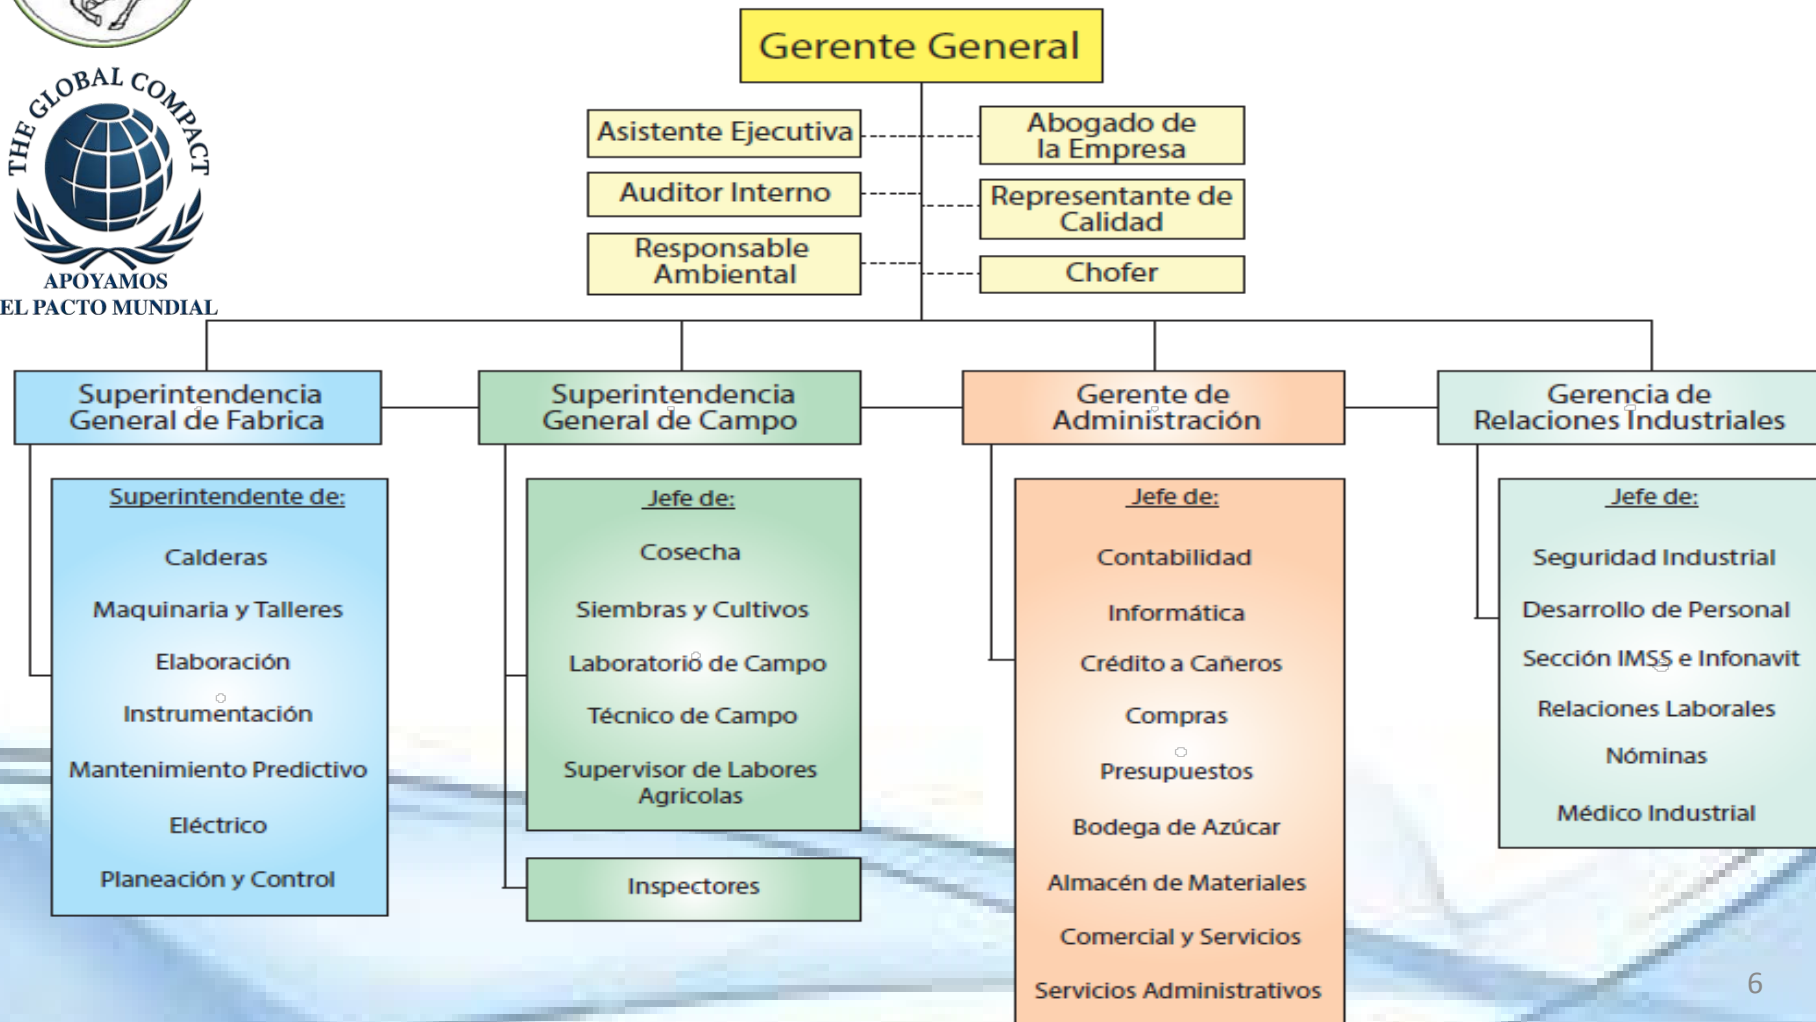 THE GLOBAL COMPACT
APOYAMOS
EL PACTO MUNDIAL
Gerente General
Asistente Ejecutiva
Abogado de
la Empresa
Auditor Interno
Representante de
Calidad
Responsable
Ambiental
Chofer
Superintendencia
General de Fabrica
Superintendencia
General de Campo
Gerente de
Administración
Gerencia de
Relaciones Industriales
Superintendente de:
Calderas
Maquinaria y Talleres
Elaboración
Instrumentación
Mantenimiento Predictivo
Eléctrico
Planeación y Control
Jefe de:
Cosecha
Siembras y Cultivos
Laboratorio de Campo
Técnico de Campo
Supervisor de Labores
Agricolas
Inspectores
Jefe de:
Contabilidad
Informática
Crédito a Cañeros
Compras
Presupuestos
Bodega de Azúcar
Almacén de Materiales
Comercial y Servicios
Servicios Administrativos
Jefe de:
Seguridad Industrial
Desarrollo de Personal
Sección IMSS e Infonavit
Relaciones Laborales
Nóminas
Médico Industrial
6